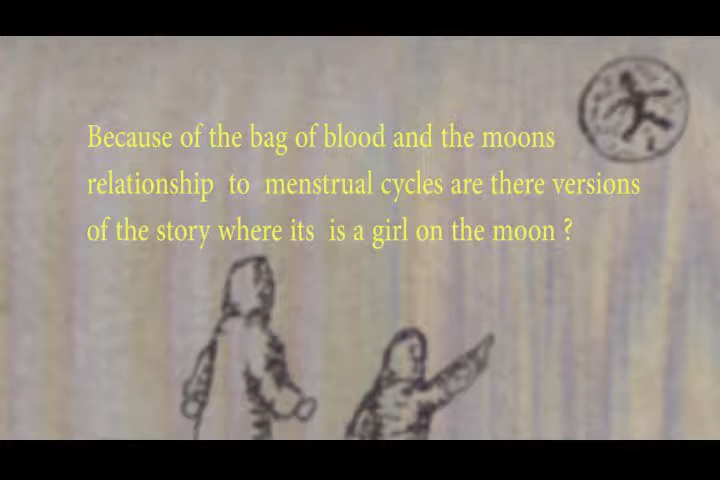 Because of the bag of blood and the moons
relationship to menstrual cycles are there versions
of the story where its is a girl on the moon ?